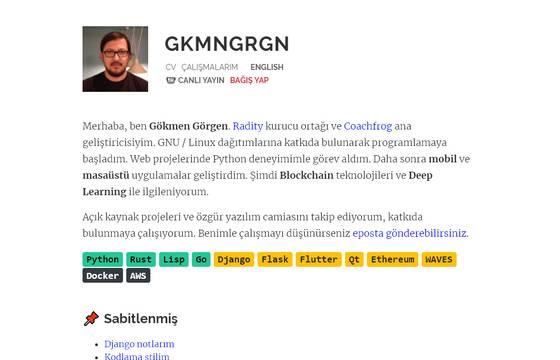 GKMNGRGN
CV ÇALIŞMALARIM ENGLISH
CANLI YAYIN BAĞIŞ YAP
Merhaba, ben Gökmen Görgen. Radity kurucu ortağı ve Coachfrog ana
geliştiricisiyim. GNU / Linux dağıtımlarına katkıda bulunarak programlamaya
başladım. Web projelerinde Python deneyimimle görev aldım. Daha sonra mobil ve
masaüstü uygulamalar geliştirdim. Şimdi Blockchain teknolojileri ve Deep
Learning ile ilgileniyorum.
Açık kaynak projeleri ve özgür yazılım camiasını takip ediyorum, katkıda
bulunmaya çalışıyorum. Benimle çalışmayı düşünürseniz eposta gönderebilirsiniz.
Python Rust Lisp Go Django Flask Flutter Qt Ethereum WAVES
Docker AWS
Sabitlenmiş
Django notlarım
Kodlama stilim